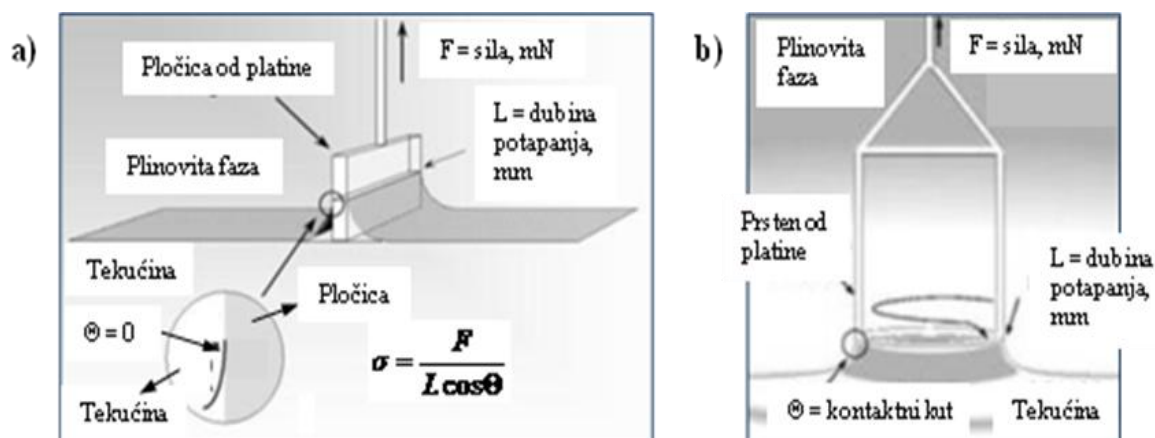 a)
F = sila, mN
Pločica od platine
L = dubina
potapanja,
mm
Plinovita faza
Tekućina
Pločica
Θ = 0
Tekućina
σ = F / L cosΘ
b)
Plinovita
faza
F = sila, mN
Prsten od
platine
L = dubina
potapanja,
mm
Θ = kontaktni kut
Tekućina